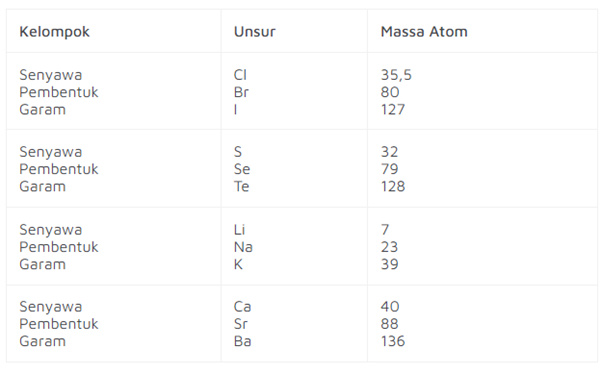 Kelompok Unsur Massa Atom
Senyawa Cl 35,5
Pembentuk Br 80
Garam I 127
Senyawa S 32
Pembentuk Se 79
Garam Te 128
Senyawa Li 7
Pembentuk Na 23
Garam K 39
Senyawa Ca 40
Pembentuk Sr 88
Garam Ba 136